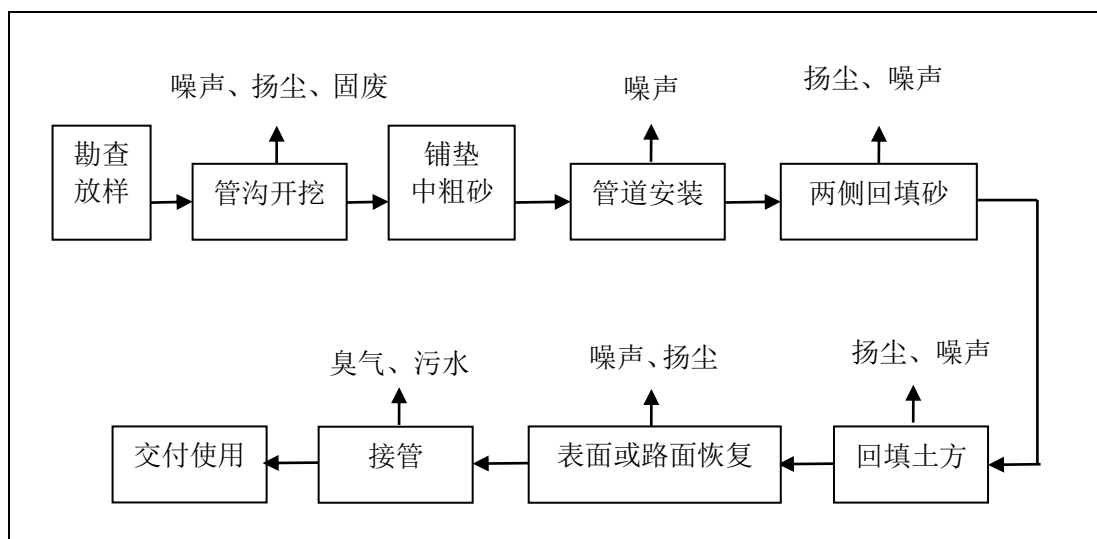 噪声、扬尘、固废
噪声
扬尘、噪声
勘查
放样
管沟开挖
铺垫
中粗砂
管道安装
两侧回填砂
臭气、污水
噪声、扬尘
扬尘、噪声
交付使用
接管
表面或路面恢复
回填土方